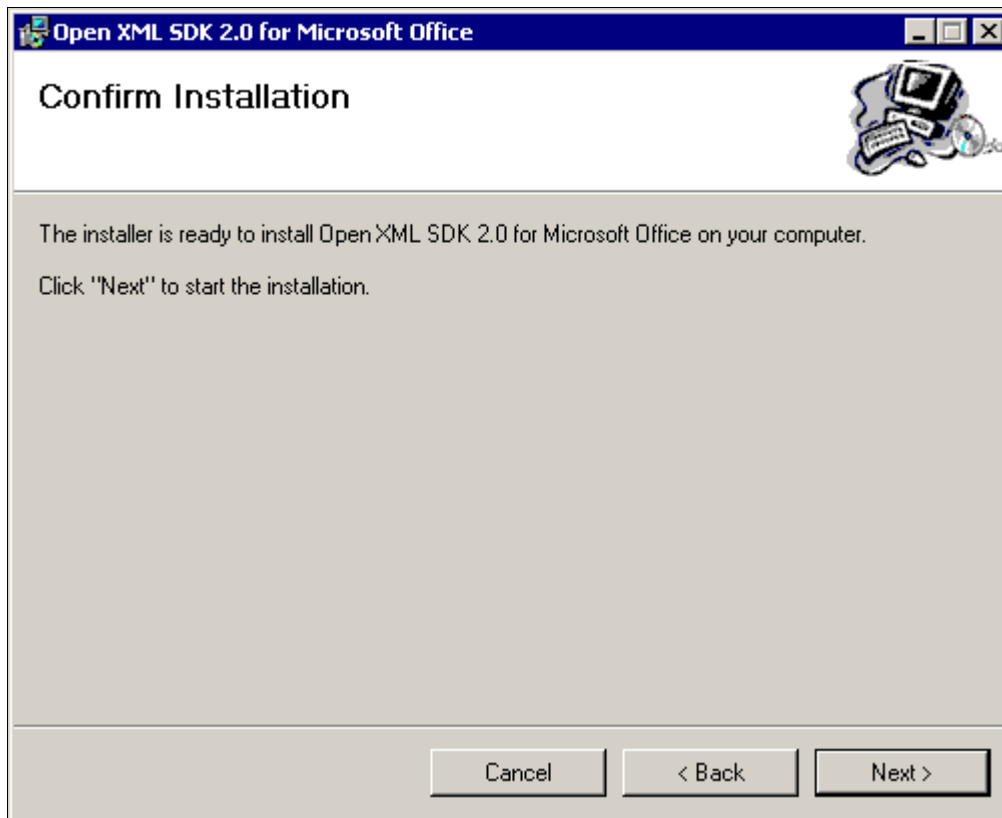 Open XML SDK 2.0 for Microsoft Office
Confirm Installation
The installer is ready to install Open XML SDK 2.0 for Microsoft Office on your computer.
Click "Next" to start the installation.
Cancel
< Back
Next >